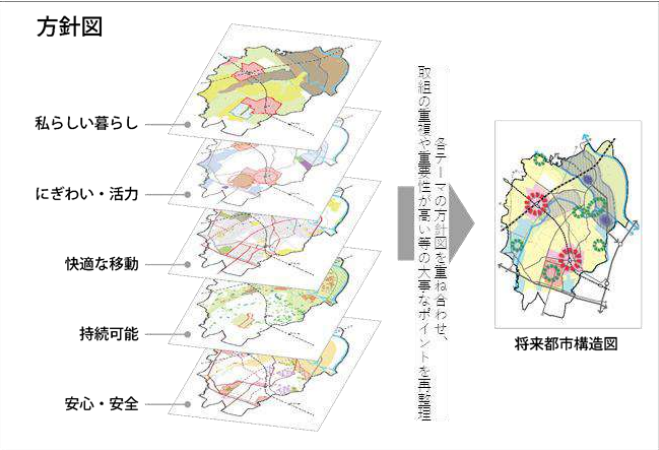 方針図
私らしい暮らし
にぎわい・活力
快適な移動
持続可能
安心・安全
各テーマの方針図を重ね合わせ、
取組の重複や重要性が高い等の大事なポイントを再整理
将来都市構造図